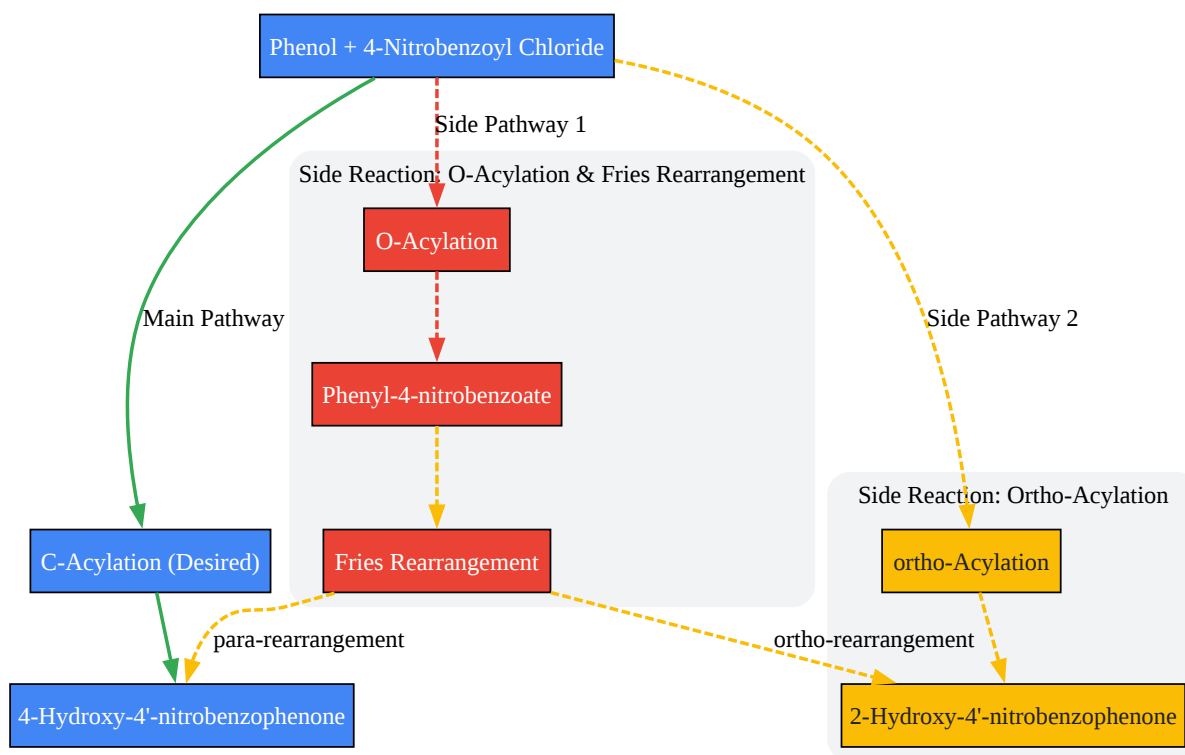 Phenol + 4-Nitrobenzoyl Chloride
Side Pathway 1
Side Reaction: O-Acylation & Fries Rearrangement
O-Acylation
Main Pathway
Side Pathway 2
Phenyl-4-nitrobenzoate
Side Reaction: Ortho-Acylation
C-Acylation (Desired)
Fries Rearrangement
ortho-Acylation
para-rearrangement
ortho-rearrangement
4-Hydroxy-4'-nitrobenzophenone
2-Hydroxy-4'-nitrobenzophenone